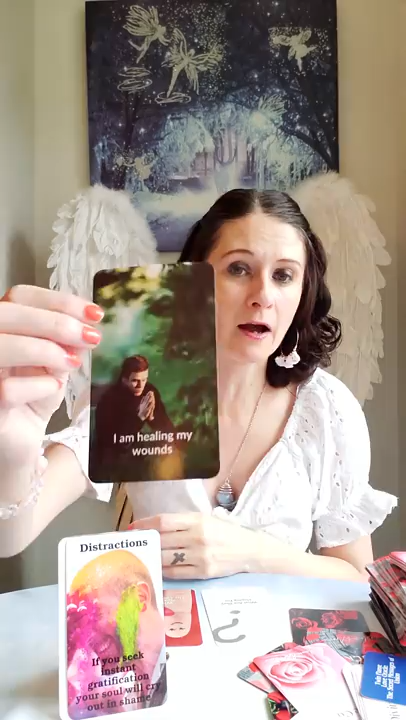 I am healing my
wounds
Distractions
If you seek
instant
gratification
your soul will cry
out in shame